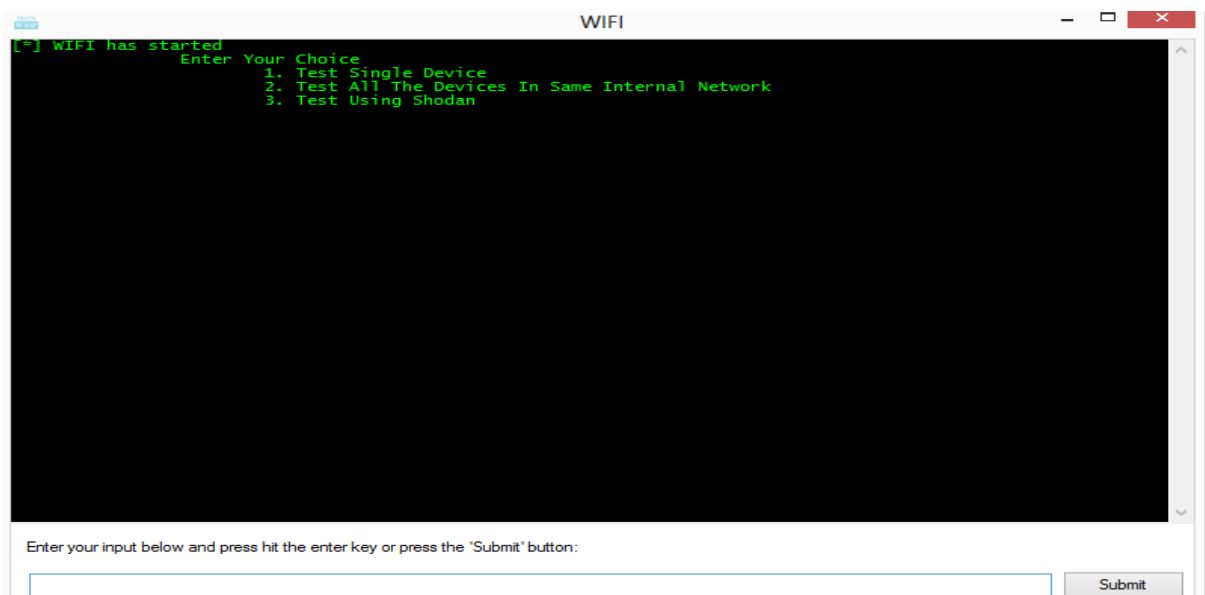 IRON
WASP
WIFI
[*] WIFI has started
Enter Your Choice
1. Test Single Device
2. Test All The Devices In Same Internal Network
3. Test Using Shodan
Enter your input below and press hit the enter key or press the "Submit" button:
Submit